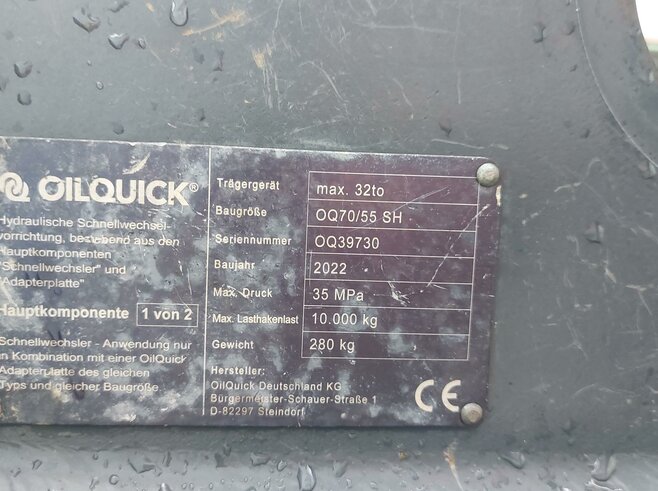 OILQUICK®
Hydraulische Schnellwechsel-
vorrichtung, bestehend aus den
Hauptkomponenten
"Schnellwechsler" und
"Adapterplatte"
Hauptkomponente 1 von 2
Schnellwechsler - Anwendung nur
in Kombination mit einer OilQuick
Adapterplatte des gleichen
Typs und gleicher Baugröße.
Trägergerät max. 32to
Baugröße OQ70/55 SH
Seriennummer OQ39730
Baujahr 2022
Max. Druck 35 MPa
Max. Lasthakenlast 10.000 kg
Gewicht 280 kg
Hersteller:
OilQuick Deutschland KG
Bürgermeister-Schauer-Straße 1
D-82297 Steindorf
CE